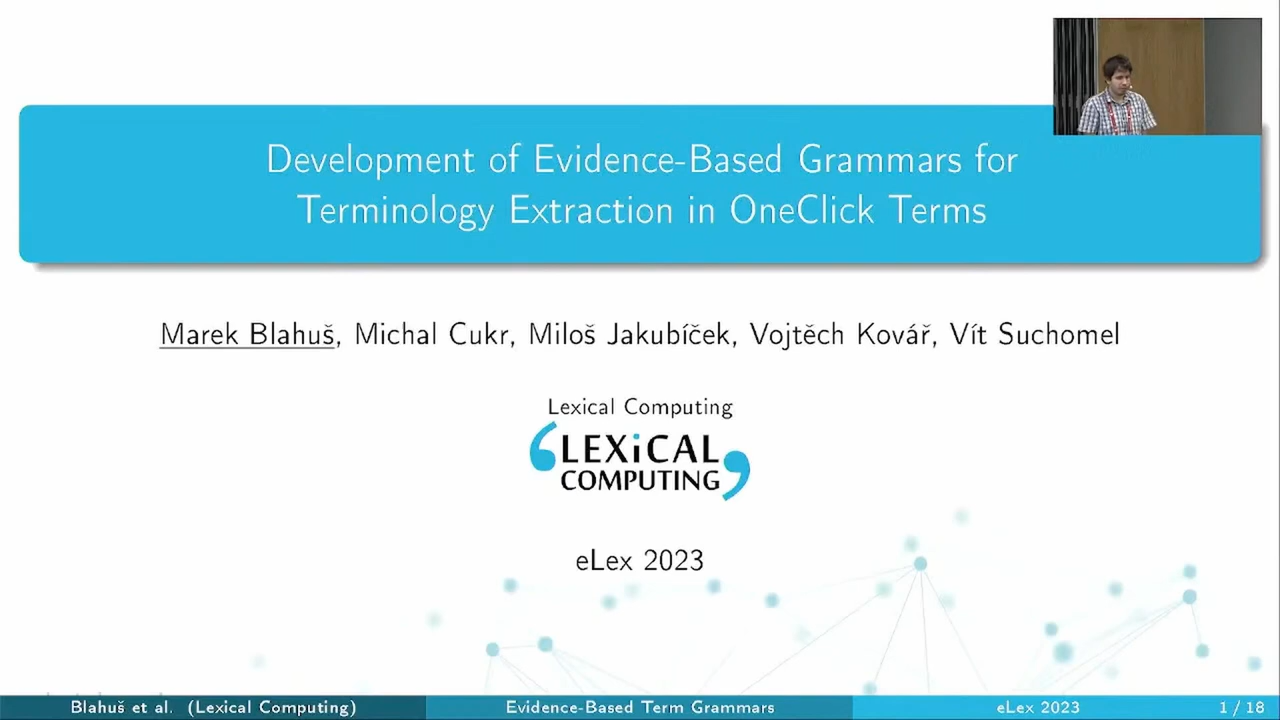 Development of Evidence-Based Grammars for
Terminology Extraction in OneClick Terms
Marek Blahuš, Michal Cukr, Miloš Jakubíček, Vojtěch Kovář, Vít Suchomel
Lexical Computing
LEXiCAL
COMPUTING
eLex 2023
Blahuš et al. (Lexical Computing) Evidence-Based Term Grammars eLex 2023 1 / 18